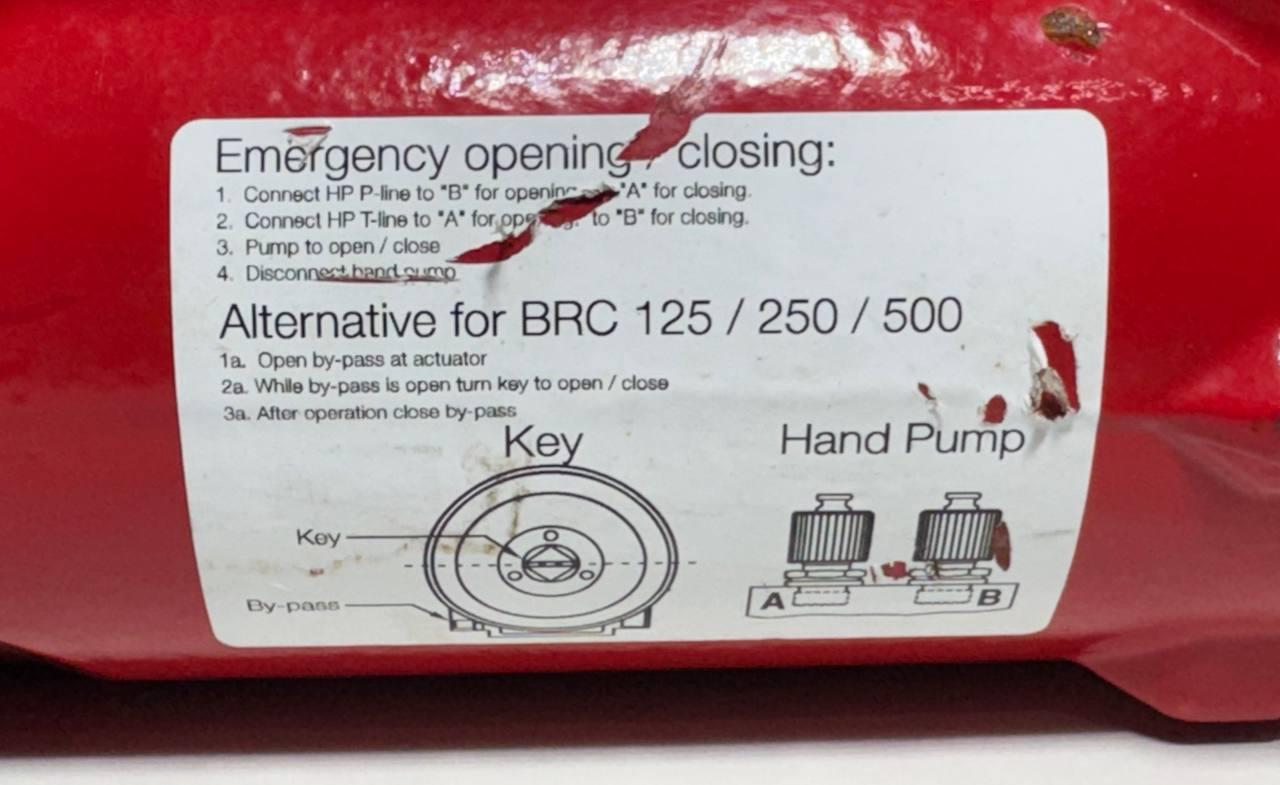 Emergency opening / closing:
1. Connect HP P-line to "B" for opening "A" for closing.
2. Connect HP T-line to "A" for to "B" for closing.
3. Pump to open / close
4. Disconnect hand pump
Alternative for BRC 125 / 250 / 500
1a. Open by-pass at actuator
2a. While by-pass is open turn key to open / close
3a. After operation close by-pass
Key
Hand Pump
Key
By-pass
A
B